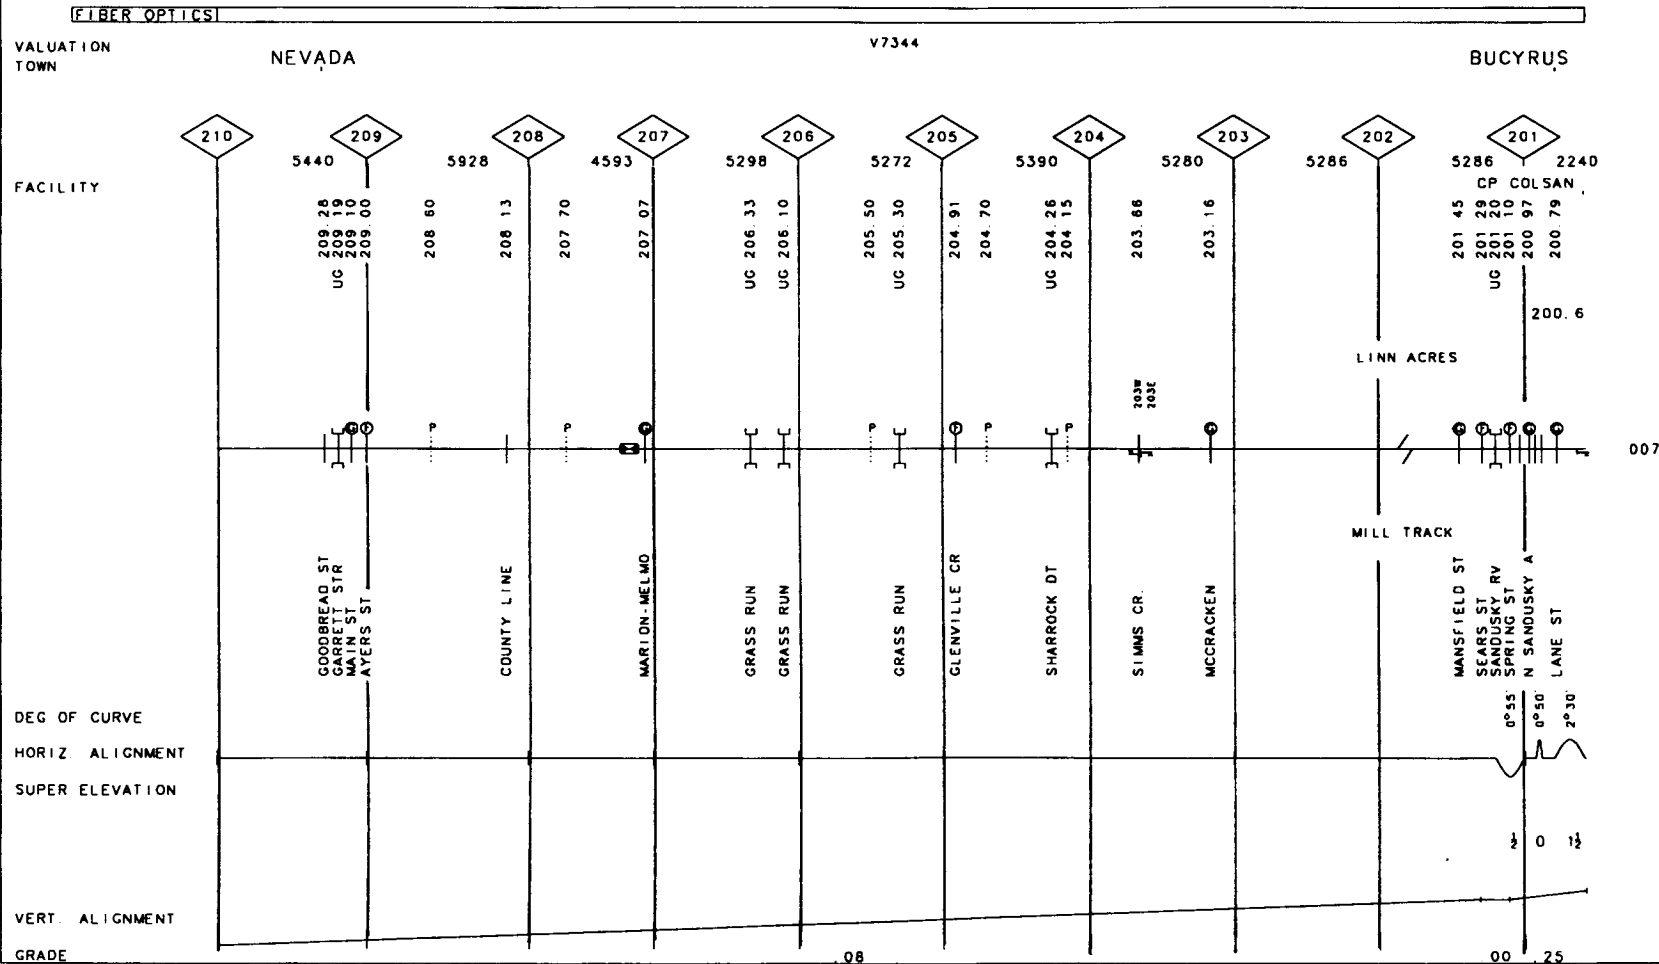 FIBER OPTICS
VALUATION V7344
TOWN NEVADA BUCYRUS
210 209 208 207 206 205 204 203 202 201
5440 5928 4593 5298 5272 5390 5280 5286 5286 2240
FACILITY CP COLSAN
209.28
UG 209 19
209 10
209.00
208 60
208 13
207 70
207 07
UG 206.33
UG 206.10
205.50
UG 205.30
204.91
204.70
UG 204.26
204 15
203.66
203.16
201 45
201 29
UG 201 20
201 10
200 97
200.79
200.6
LINN ACRES
203W
203E
G F P P G P F P P G G F F G G
007
MILL TRACK
GOODBREAD ST
GARRETT STR
MAIN ST
AYERS ST
COUNTY LINE
MARION-MELMO
GRASS RUN
GRASS RUN
GRASS RUN
GLENVILLE CR
SHARROCK DT
SIMMS CR.
MCCRACKEN
MANSFIELD ST
SEARS ST
SANDUSKY RV
SPRING ST
N SANDUSKY A
LANE ST
DEG OF CURVE 0°55' 0°50' 2°30'
HORIZ. ALIGNMENT
SUPER ELEVATION
½ 0 1½
VERT. ALIGNMENT
GRADE .08 00 .25